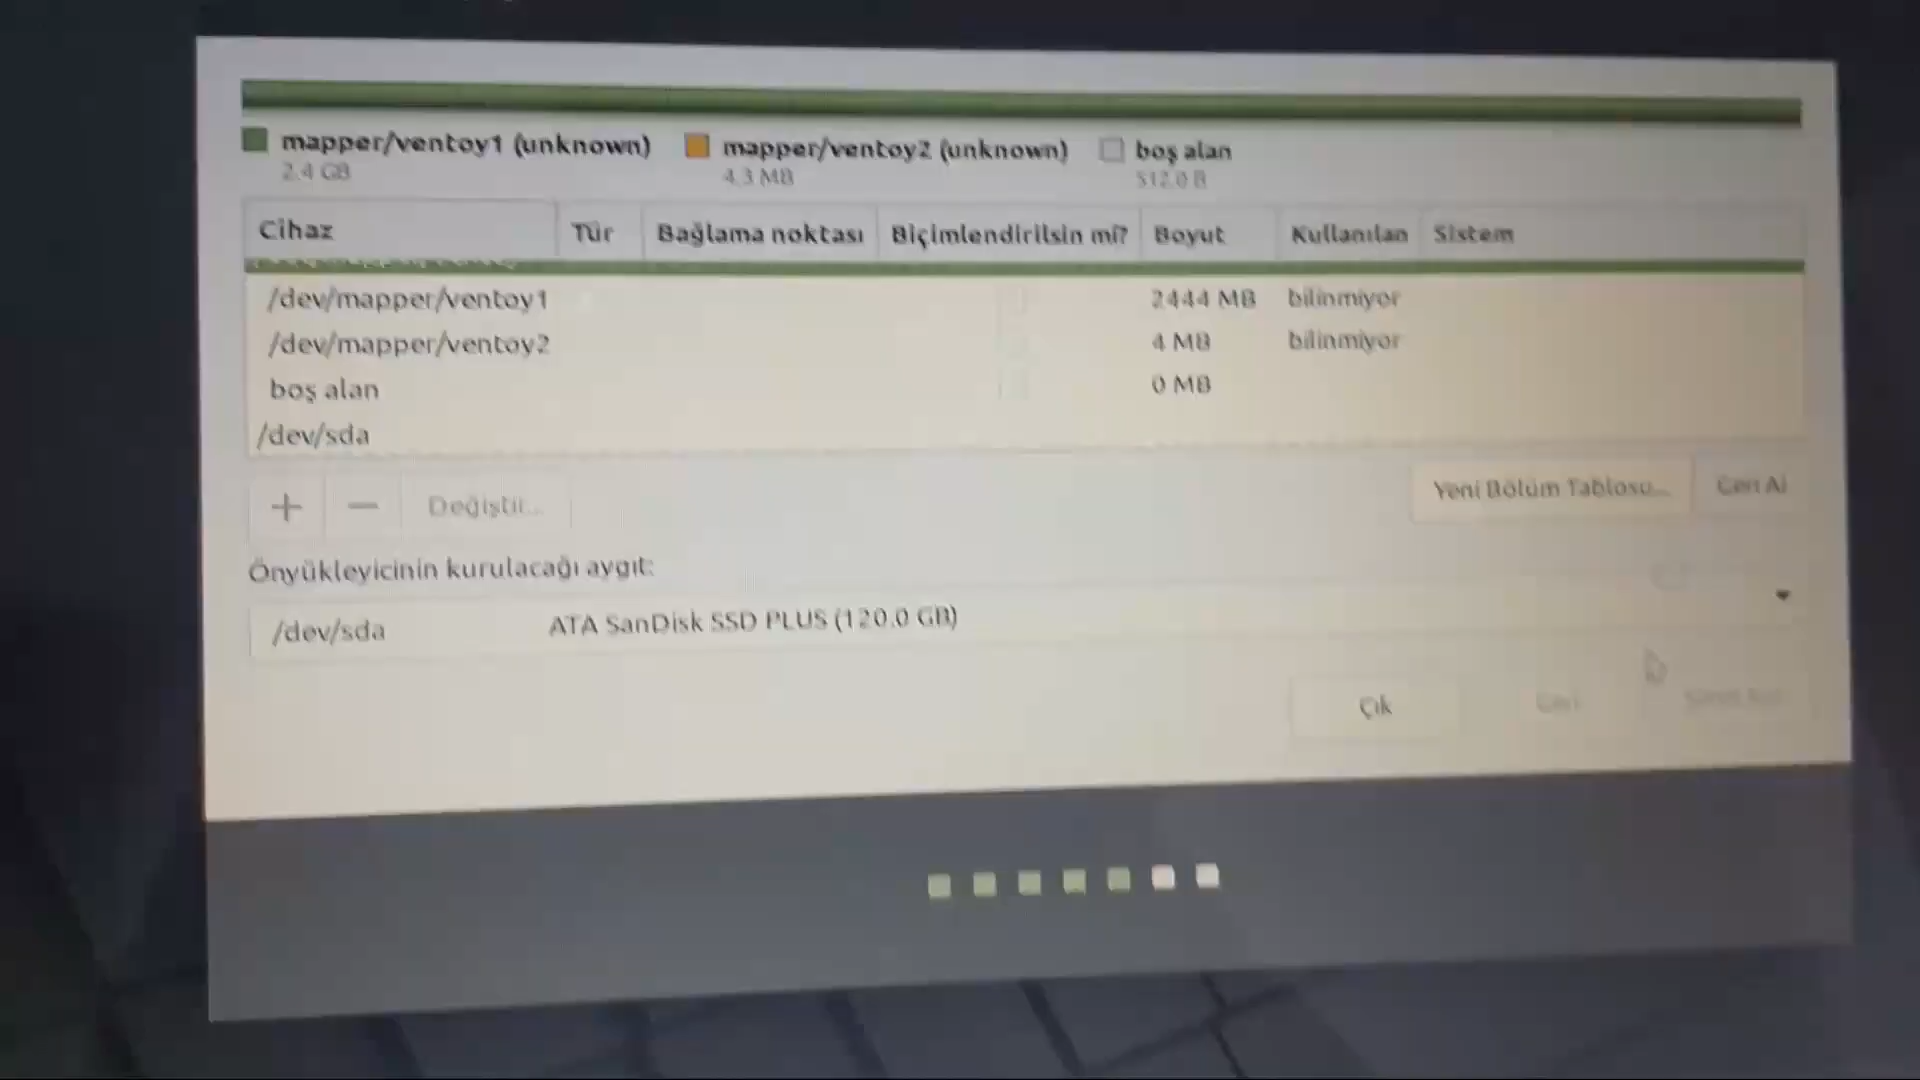 mapper/ventoy1 (unknown) mapper/ventoy2 (unknown) boş alan
2.4 GB 4.3 MB 512.0 B
Cihaz Tür Bağlama noktası Biçimlendirilsin mi? Boyut Kullanılan Sistem
/dev/mapper/ventoy1 2444 MB bilinmiyor
/dev/mapper/ventoy2 4 MB bilinmiyor
boş alan 0 MB
/dev/sda
+ − Değiştir... Yeni Bölüm Tablosu... Geri Al
Önyükleyicinin kurulacağı aygıt:
/dev/sda ATA SanDisk SSD PLUS (120.0 GB)
Çık Geri